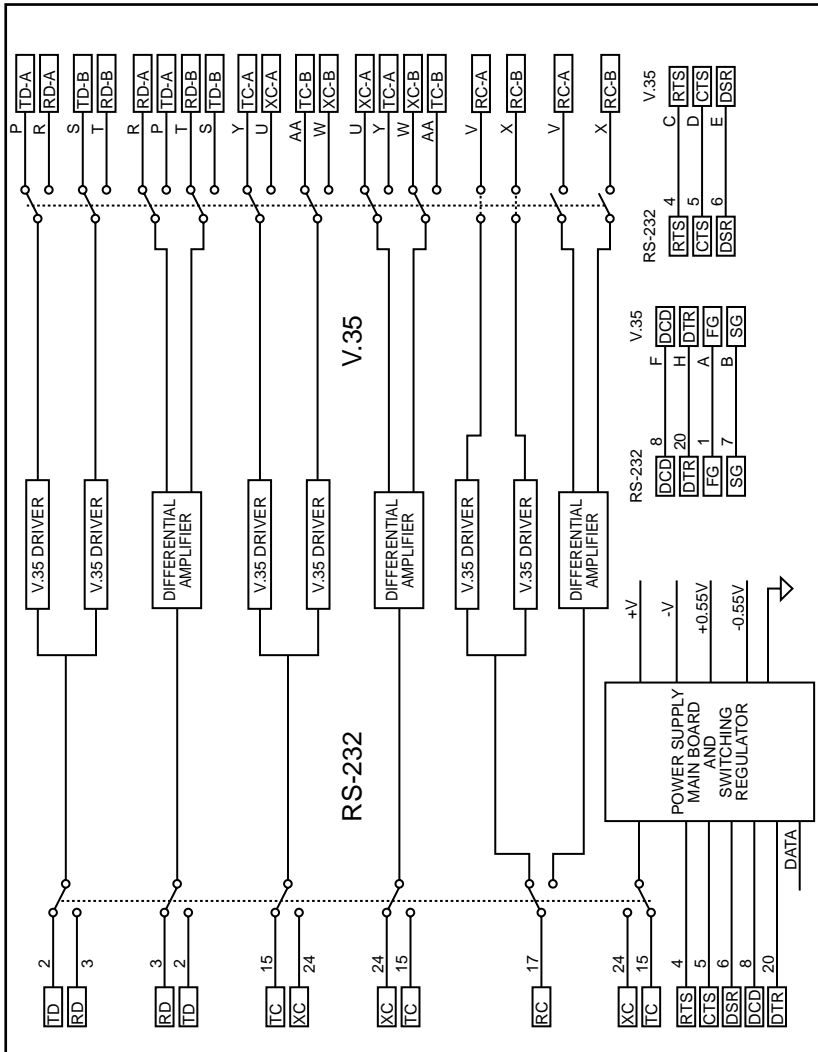 P
TD-A
R
RD-A
S
TD-B
T
RD-B
R
RD-A
P
TD-A
T
RD-B
S
TD-B
Y
TC-A
U
XC-A
AA
TC-B
W
XC-B
U
XC-A
Y
TC-A
W
XC-B
AA
TC-B
V
RC-A
X
RC-B
V
RC-A
X
RC-B
V.35
V.35 DRIVER
V.35 DRIVER
DIFFERENTIAL
AMPLIFIER
V.35 DRIVER
V.35 DRIVER
DIFFERENTIAL
AMPLIFIER
V.35 DRIVER
V.35 DRIVER
DIFFERENTIAL
AMPLIFIER
RS-232
2
TD
3
RD
3
RD
2
TD
15
TC
24
XC
24
XC
15
TC
17
RC
24
XC
15
TC
4
RTS
5
CTS
6
DSR
8
DCD
20
DTR
DATA
POWER SUPPLY
MAIN BOARD
AND
SWITCHING
REGULATOR
+V
-V
+0.55V
-0.55V
RS-232
V.35
DCD
8
F
DCD
DTR
20
H
DTR
FG
1
A
FG
SG
7
B
SG
RS-232
V.35
RTS
4
C
RTS
CTS
5
D
CTS
DSR
6
E
DSR